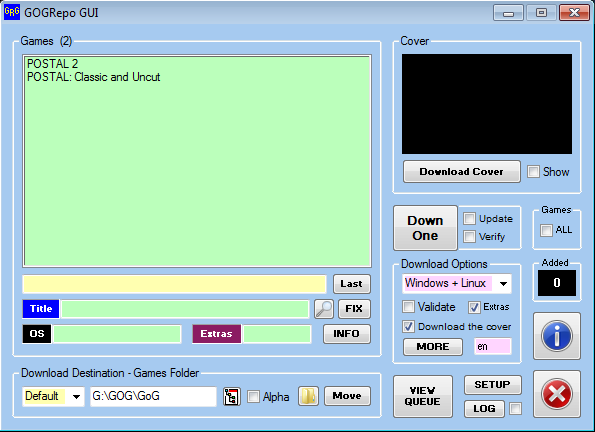 GRG GOGRepo GUI
Games (2)
POSTAL 2
POSTAL: Classic and Uncut
Last
Title
FIX
OS
Extras
INFO
Download Destination - Games Folder
Default
G:\GOG\GoG
Alpha
Move
Cover
Download Cover
Show
Down
One
Update
Verify
Games
ALL
Download Options
Windows + Linux
Validate
Extras
Download the cover
MORE
en
Added
0
VIEW
QUEUE
SETUP
LOG